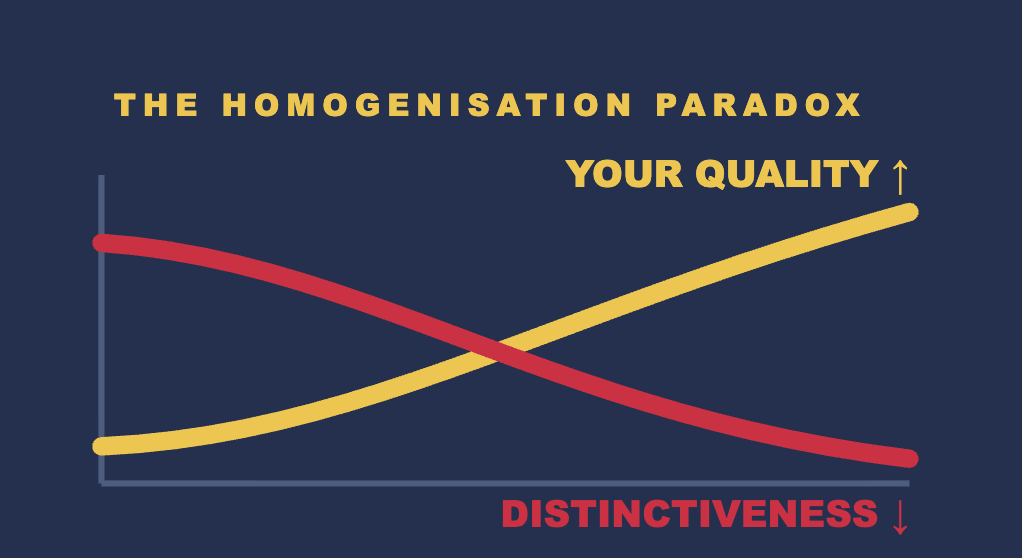 THE HOMOGENISATION PARADOX
YOUR QUALITY ↑
DISTINCTIVENESS ↓